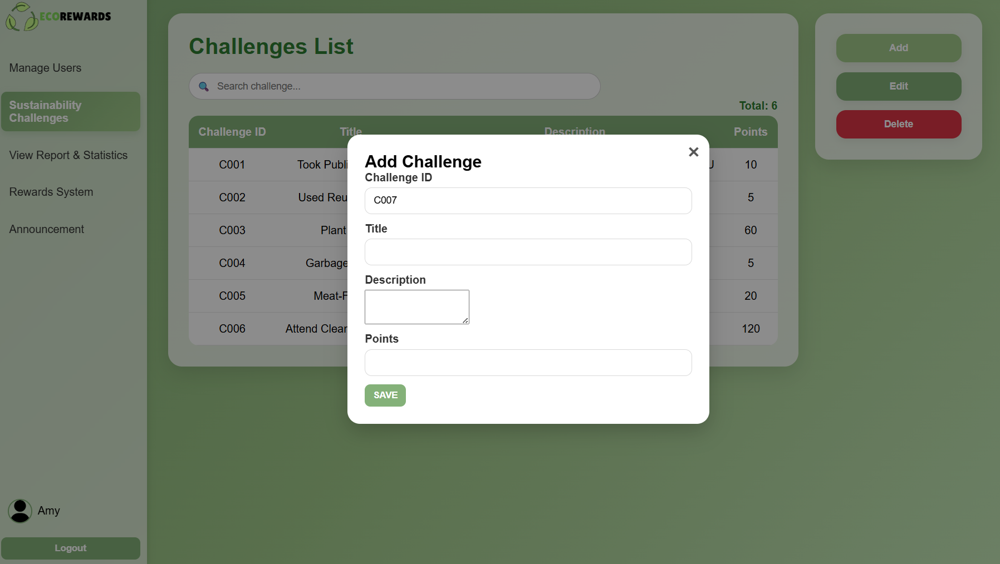 ECOREWARDS
Manage Users
Sustainability
Challenges
View Report & Statistics
Rewards System
Announcement
Amy
Logout
Challenges List
Search challenge...
Total: 6
Challenge ID Title Description Points
C001 Took Publi U 10
C002 Used Reu 5
C003 Plant 60
C004 Garbage 5
C005 Meat-F 20
C006 Attend Clear 120
Add
Edit
Delete
Add Challenge
Challenge ID
C007
Title
Description
Points
SAVE